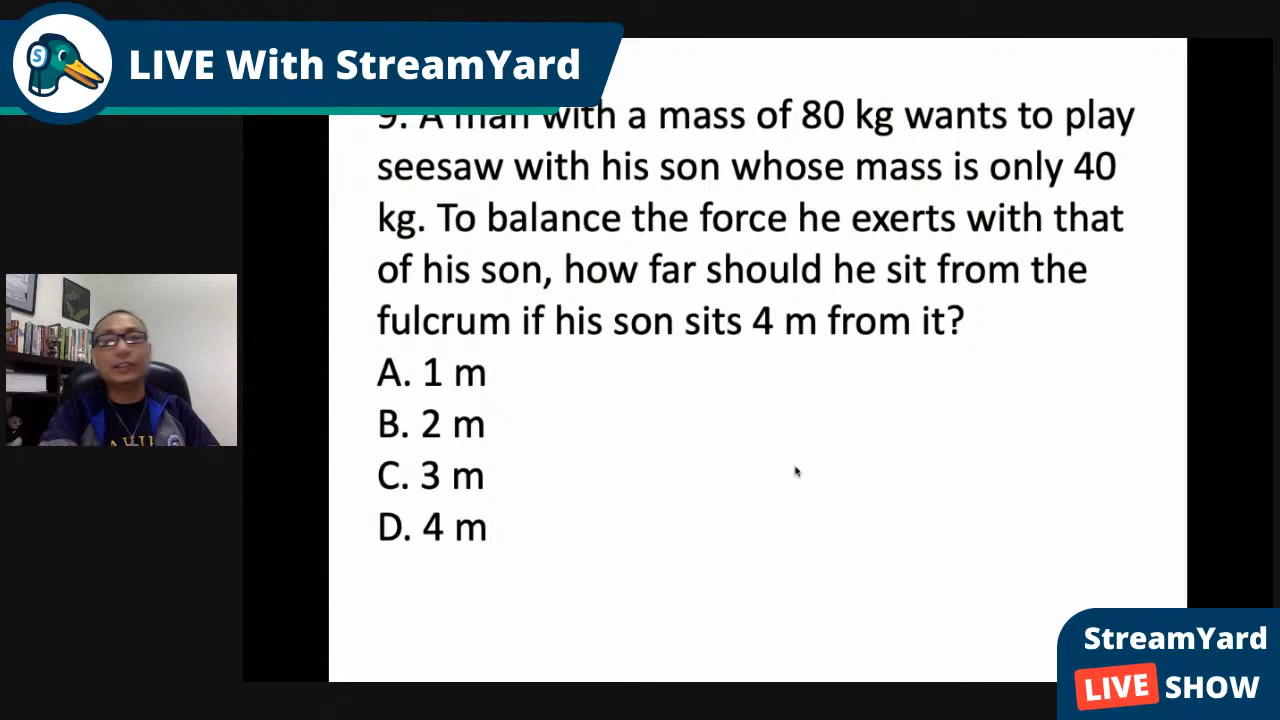 LIVE With StreamYard
9. A man with a mass of 80 kg wants to play
seesaw with his son whose mass is only 40
kg. To balance the force he exerts with that
of his son, how far should he sit from the
fulcrum if his son sits 4 m from it?
A. 1 m
B. 2 m
C. 3 m
D. 4 m
StreamYard
LIVE SHOW